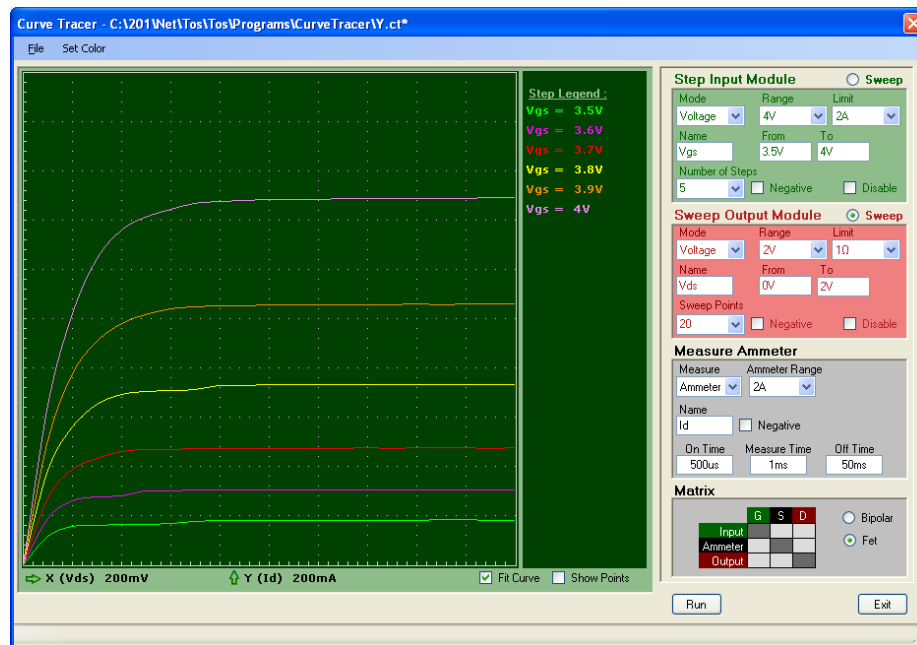 Curve Tracer - C:\201\Net\Tos\Tos\Programs\CurveTracer\Y.ct*
File Set Color
Step Legend :
Vgs = 3.5V
Vgs = 3.6V
Vgs = 3.7V
Vgs = 3.8V
Vgs = 3.9V
Vgs = 4V
X (Vds) 200mV Y (Id) 200mA Fit Curve Show Points
Step Input Module Sweep
Mode Range Limit
Voltage 4V 2A
Name From To
Vgs 3.5V 4V
Number of Steps
5 Negative Disable
Sweep Output Module Sweep
Mode Range Limit
Voltage 2V 1Ω
Name From To
Vds 0V 2V
Sweep Points
20 Negative Disable
Measure Ammeter
Measure Ammeter Range
Ammeter 2A
Name
Id Negative
On Time Measure Time Off Time
500us 1ms 50ms
Matrix
G S D Bipolar
Input
Ammeter Fet
Output
Run Exit